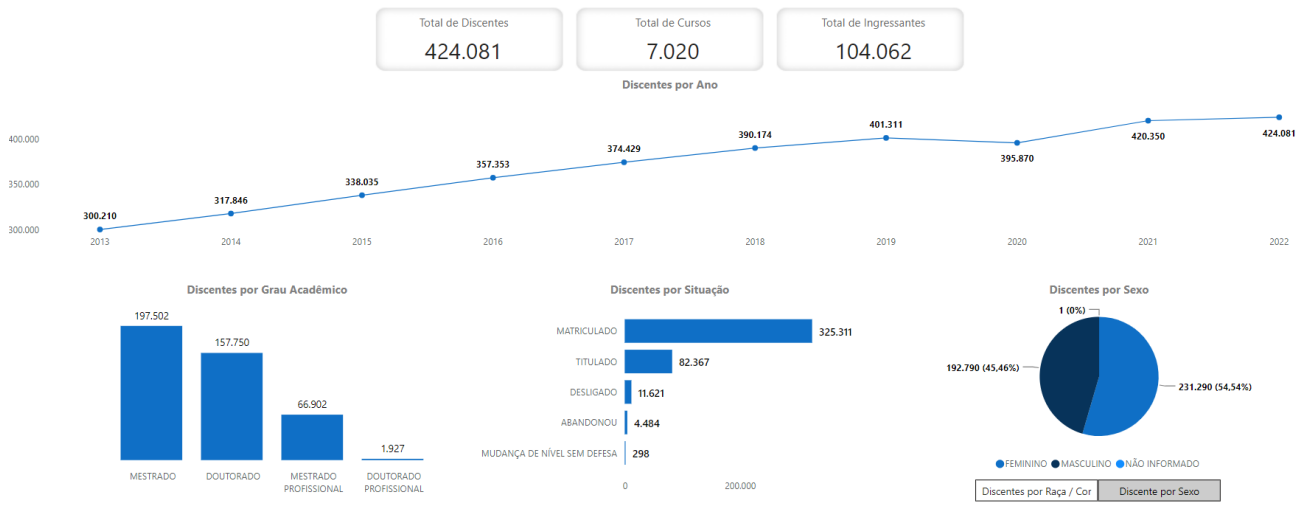 Total de Discentes
424.081
Total de Cursos
7.020
Total de Ingressantes
104.062
Discentes por Ano
400.000
350.000
300.000
300.210
317.846
338.035
357.353
374.429
390.174
401.311
395.870
420.350
424.081
2013
2014
2015
2016
2017
2018
2019
2020
2021
2022
Discentes por Grau Acadêmico
197.502
157.750
66.902
1.927
MESTRADO
DOUTORADO
MESTRADO
PROFISSIONAL
DOUTORADO
PROFISSIONAL
Discentes por Situação
MATRICULADO
325.311
TITULADO
82.367
DESLIGADO
11.621
ABANDONOU
4.484
MUDANÇA DE NÍVEL SEM DEFESA
298
0
200.000
Discentes por Sexo
1 (0%)
192.790 (45,46%)
231.290 (54,54%)
FEMININO
MASCULINO
NÃO INFORMADO
Discentes por Raça / Cor
Discente por Sexo